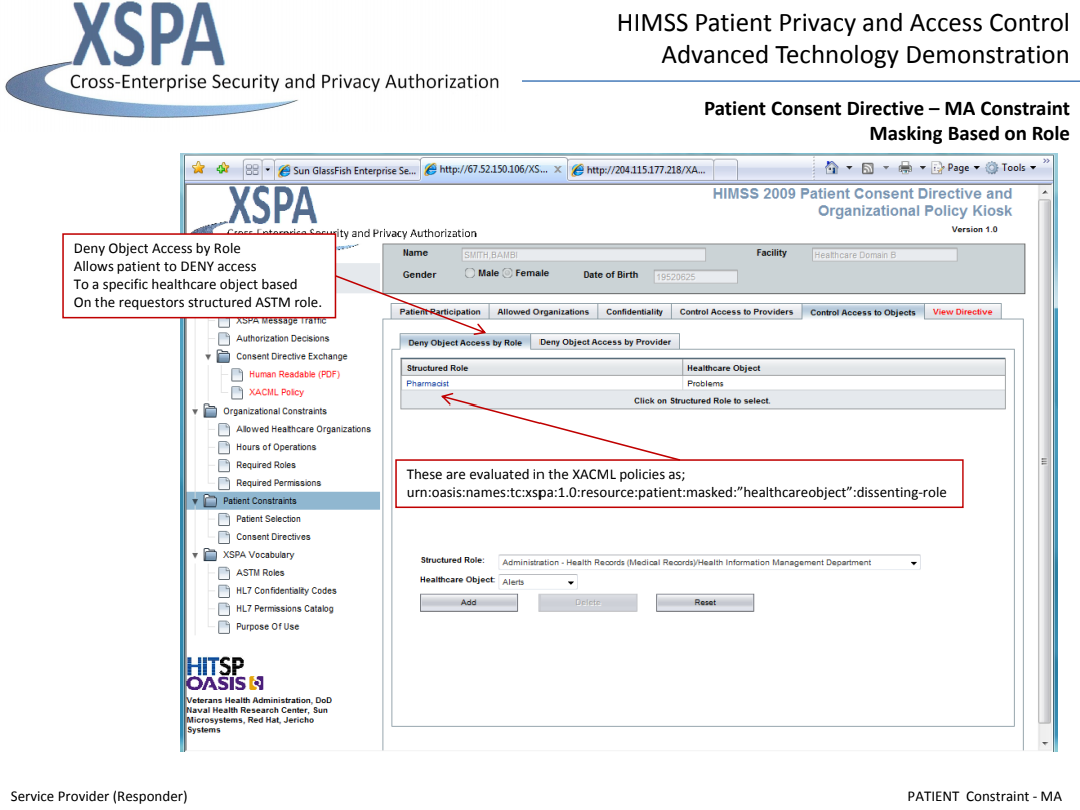 XSPA
Cross-Enterprise Security and Privacy Authorization
HIMSS Patient Privacy and Access Control
Advanced Technology Demonstration
Patient Consent Directive – MA Constraint
Masking Based on Role
Sun GlassFish Enterprise Se...
http://67.52.150.106/XS...
http://204.115.177.218/XA...
Page
Tools
XSPA
Cross-Enterprise Security and Privacy Authorization
HIMSS 2009 Patient Consent Directive and
Organizational Policy Kiosk
Version 1.0
Deny Object Access by Role
Allows patient to DENY access
To a specific healthcare object based
On the requestors structured ASTM role.
Name SMITH,BAMBI Facility Healthcare Domain B
Gender Male Female Date of Birth 19520625
XSPA Message Traffic
Authorization Decisions
Consent Directive Exchange
Human Readable (PDF)
XACML Policy
Organizational Constraints
Allowed Healthcare Organizations
Hours of Operations
Required Roles
Required Permissions
Patient Constraints
Patient Selection
Consent Directives
XSPA Vocabulary
ASTM Roles
HL7 Confidentiality Codes
HL7 Permissions Catalog
Purpose Of Use
HITSP
OASIS
Veterans Health Administration, DoD
Naval Health Research Center, Sun
Microsystems, Red Hat, Jericho
Systems
Patient Participation Allowed Organizations Confidentiality Control Access to Providers Control Access to Objects View Directive
Deny Object Access by Role Deny Object Access by Provider
Structured Role Healthcare Object
Pharmacist Problems
Click on Structured Role to select.
These are evaluated in the XACML policies as;
urn:oasis:names:tc:xspa:1.0:resource:patient:masked:”healthcareobject”:dissenting-role
Structured Role: Administration - Health Records (Medical Records)/Health Information Management Department
Healthcare Object: Alerts
Add Delete Reset
Service Provider (Responder)
PATIENT Constraint - MA